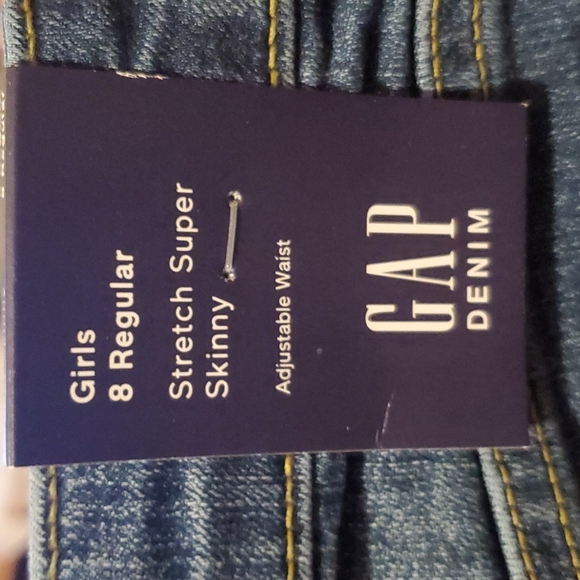 Girls
8 Regular
Stretch Super
Skinny
Adjustable Waist
GAP
DENIM